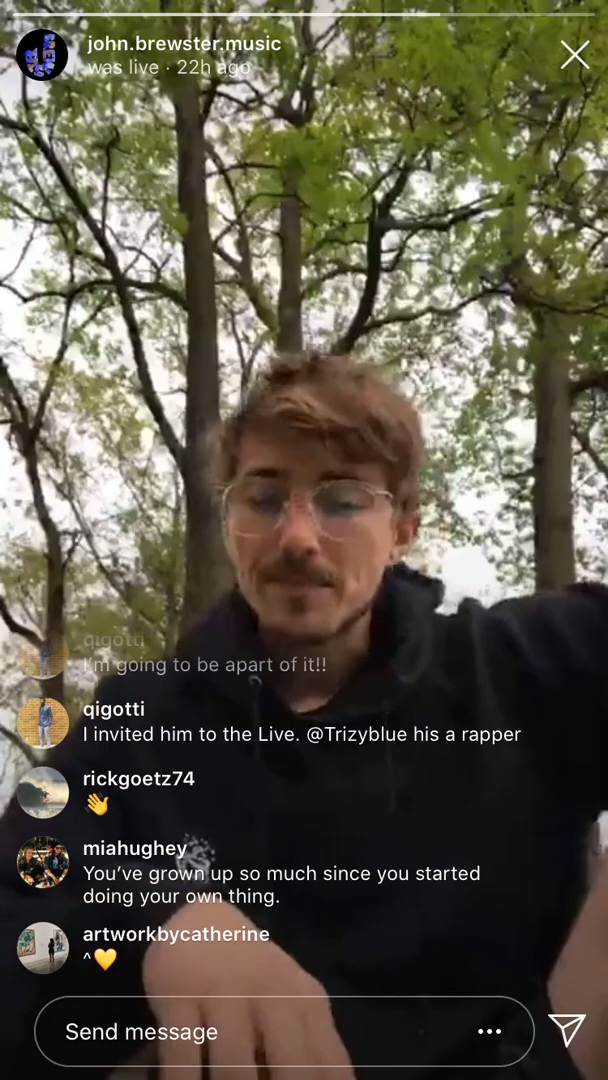 john.brewster.music
was live · 22h ago
qigotti
I'm going to be apart of it!!
qigotti
I invited him to the Live. @Trizyblue his a rapper
rickgoetz74
👋
miahughey
You've grown up so much since you started
doing your own thing.
artworkbycatherine
^💛
Send message